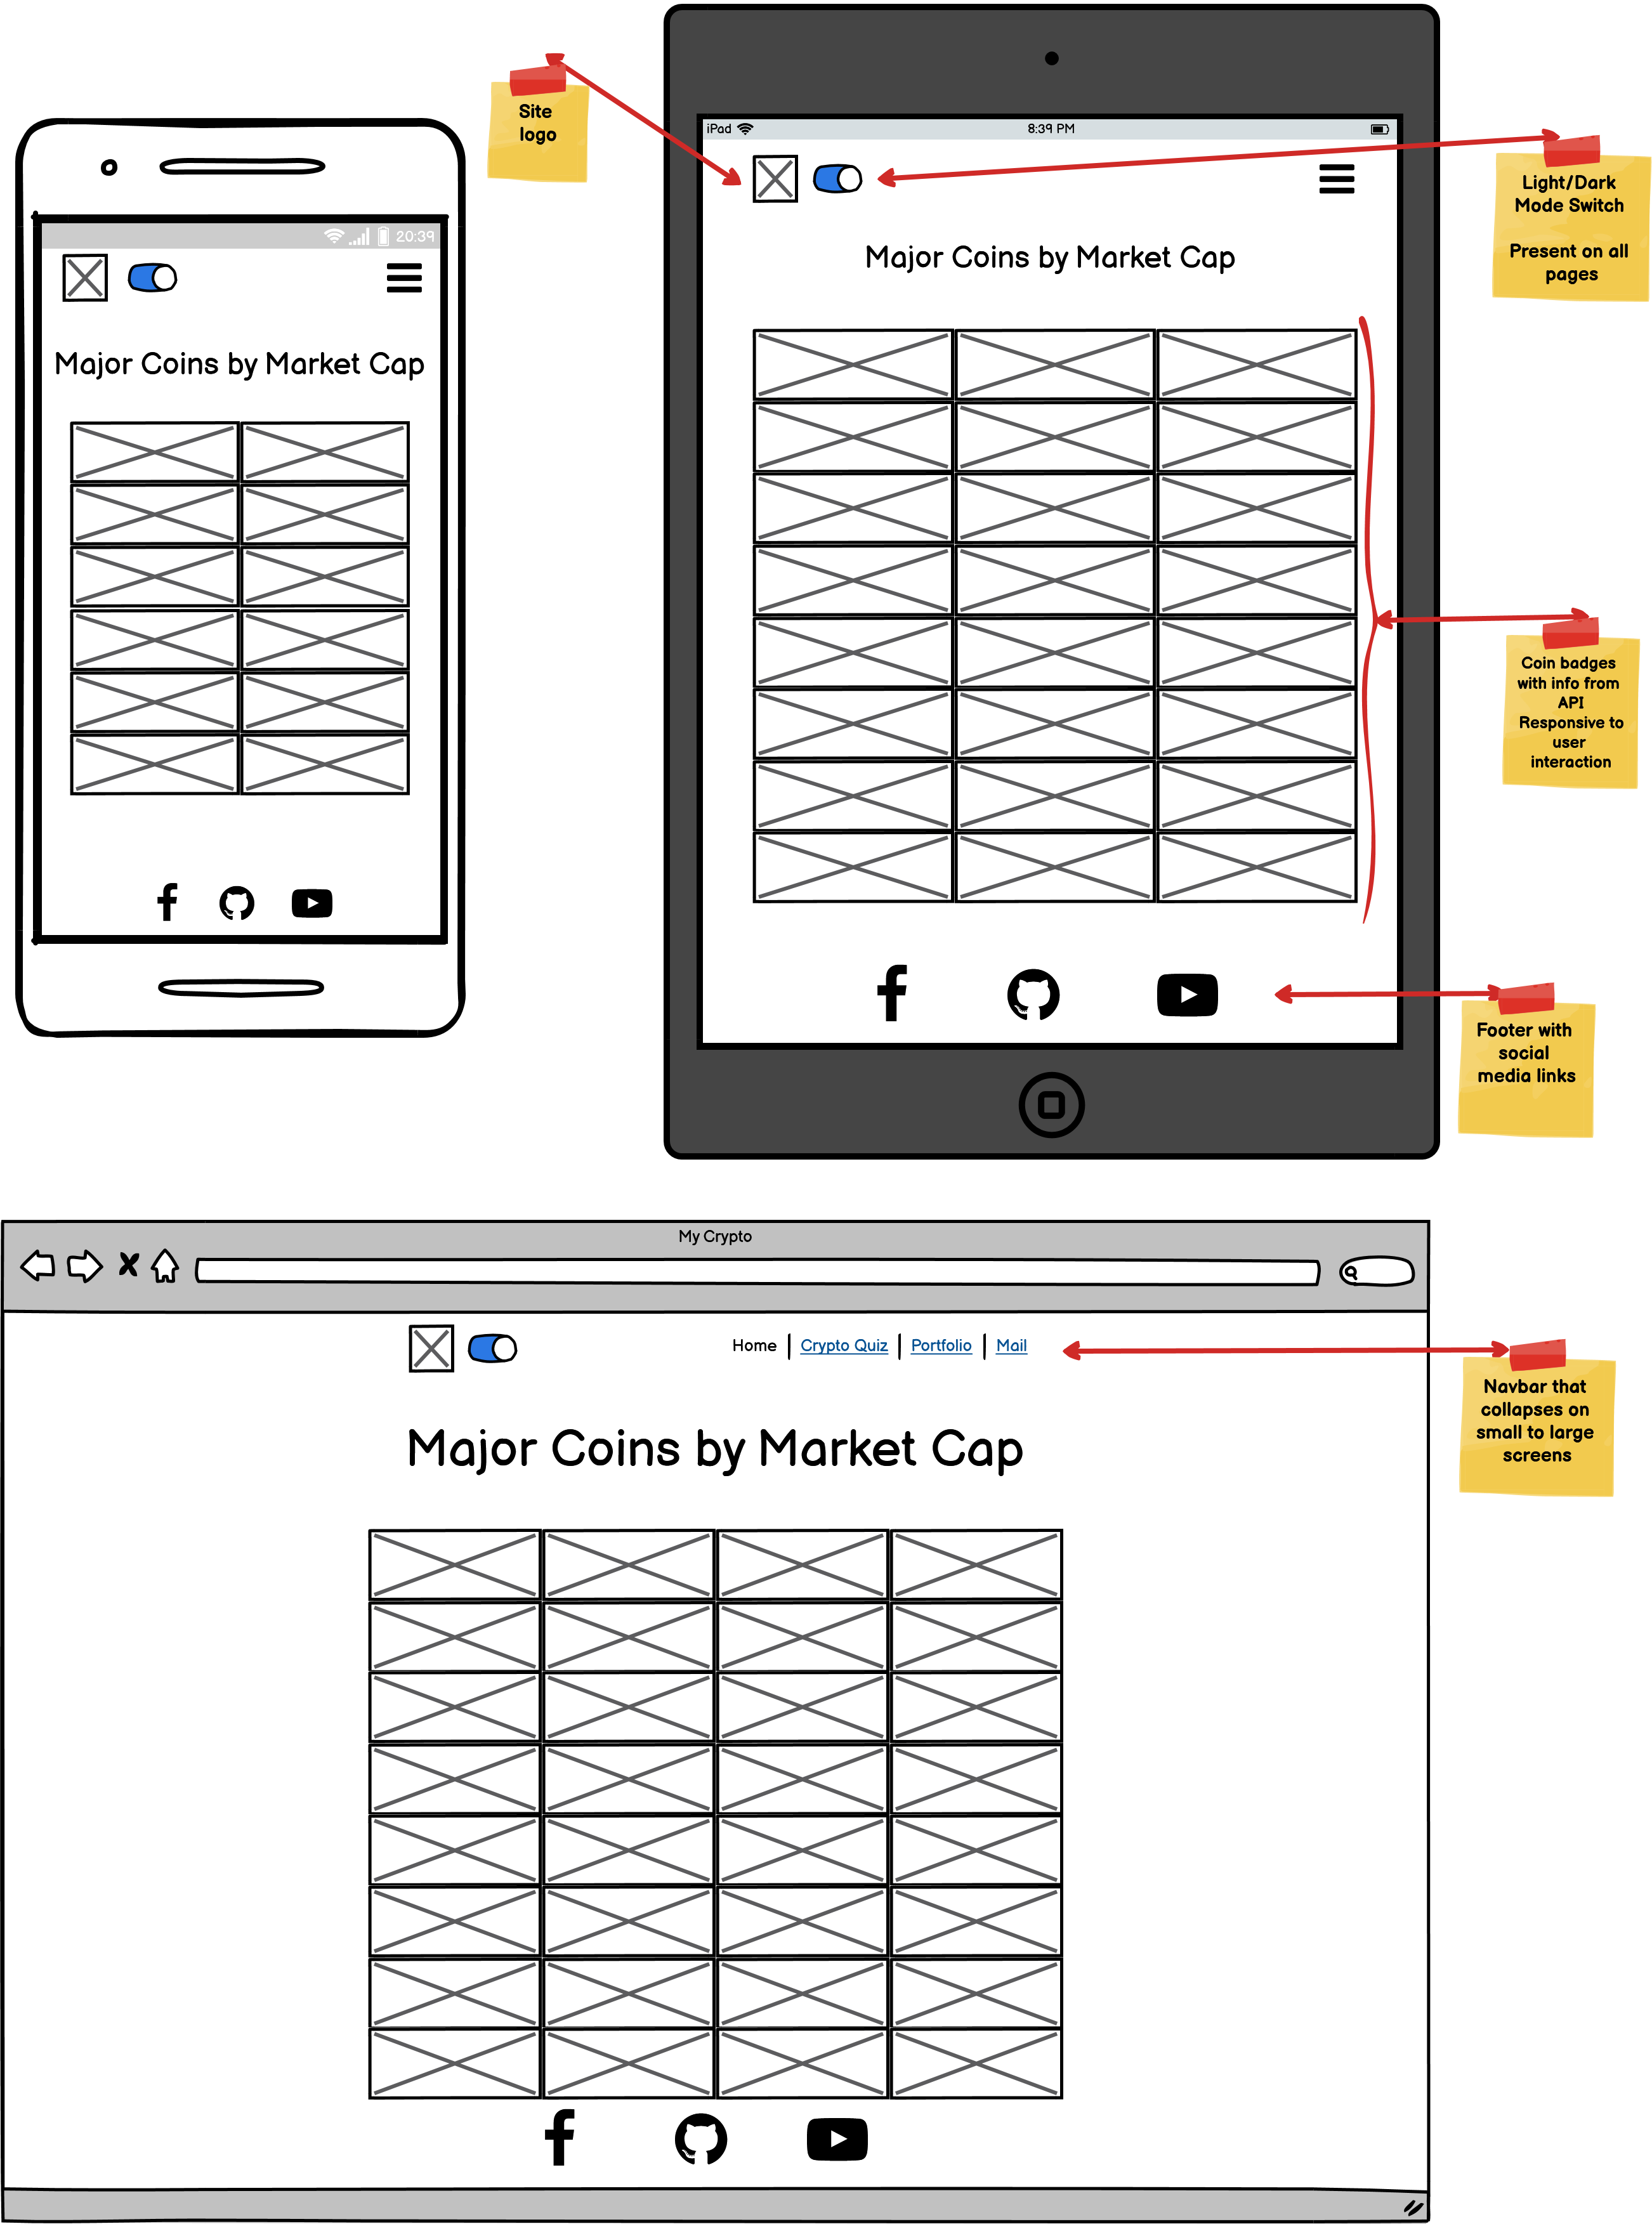 Site
logo
iPad
8:39 PM
Light/Dark
Mode Switch
Present on all
pages
20:39
Major Coins by Market Cap
Major Coins by Market Cap
Coin badges
with info from
API
Responsive to
user
interaction
Footer with
social
media links
My Crypto
Home
Crypto Quiz
Portfolio
Mail
Navbar that
collapses on
small to large
screens
Major Coins by Market Cap